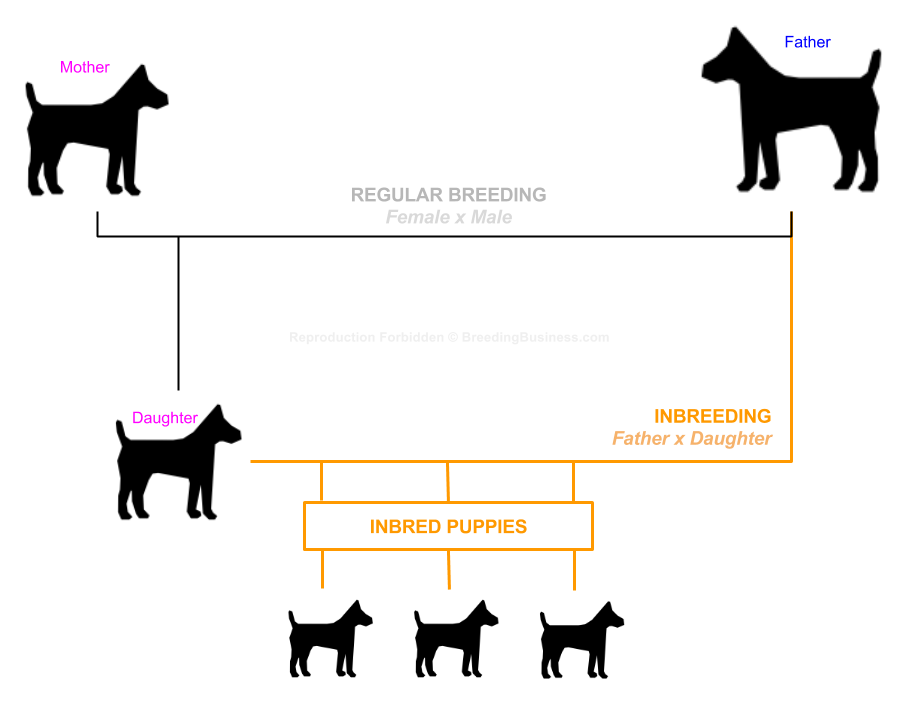 Father
Mother
REGULAR BREEDING
Female x Male
Reproduction Forbidden © BreedingBusiness.com
Daughter
INBREEDING
Father x Daughter
INBRED PUPPIES